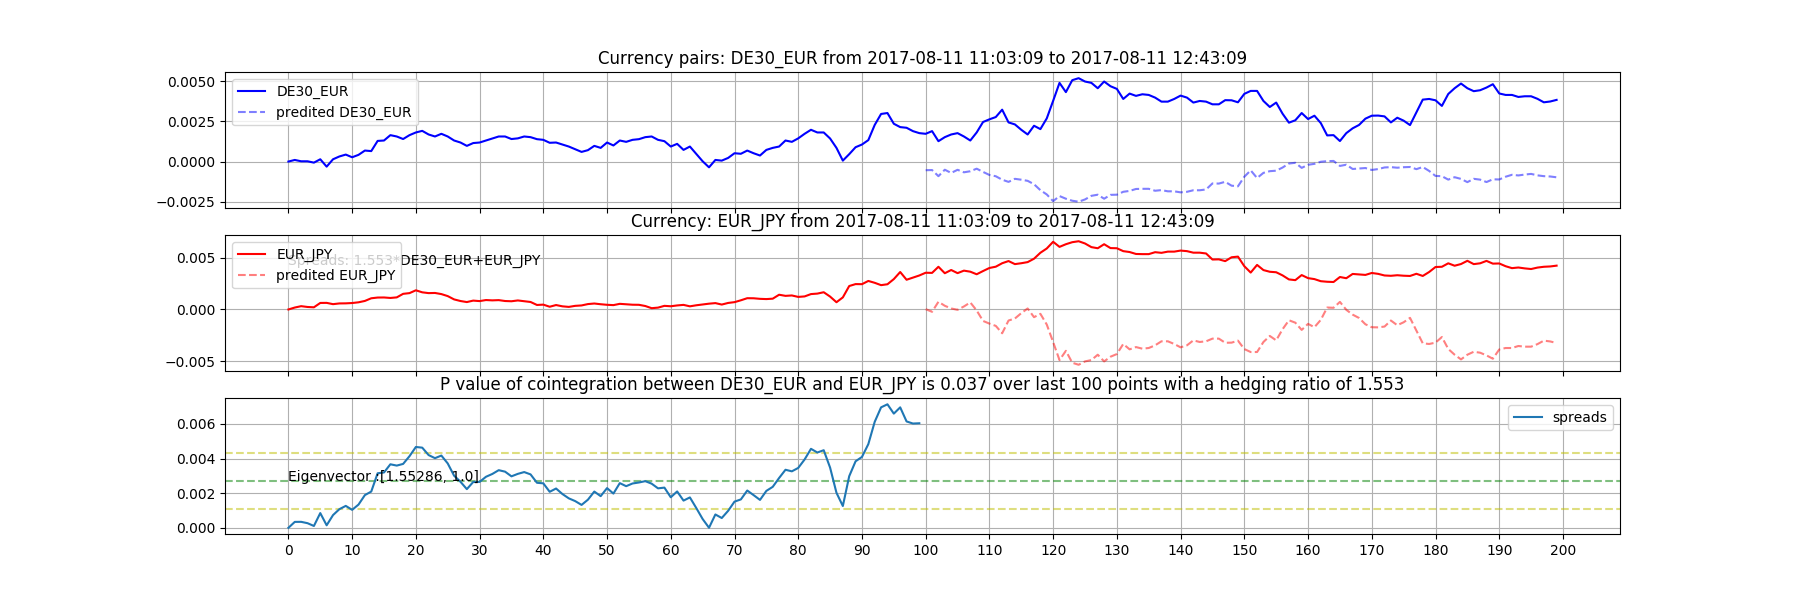 Currency pairs: DE30_EUR from 2017-08-11 11:03:09 to 2017-08-11 12:43:09
0.0050
0.0025
0.0000
−0.0025
DE30_EUR
predited DE30_EUR
Currency: EUR_JPY from 2017-08-11 11:03:09 to 2017-08-11 12:43:09
0.005
0.000
−0.005
EUR_JPY
Spreads: 1.553*DE30_EUR+EUR_JPY
predited EUR_JPY
P value of cointegration between DE30_EUR and EUR_JPY is 0.037 over last 100 points with a hedging ratio of 1.553
0.006
0.004
0.002
0.000
spreads
Eigenvector :[1.55286, 1.0]
0 10 20 30 40 50 60 70 80 90 100 110 120 130 140 150 160 170 180 190 200